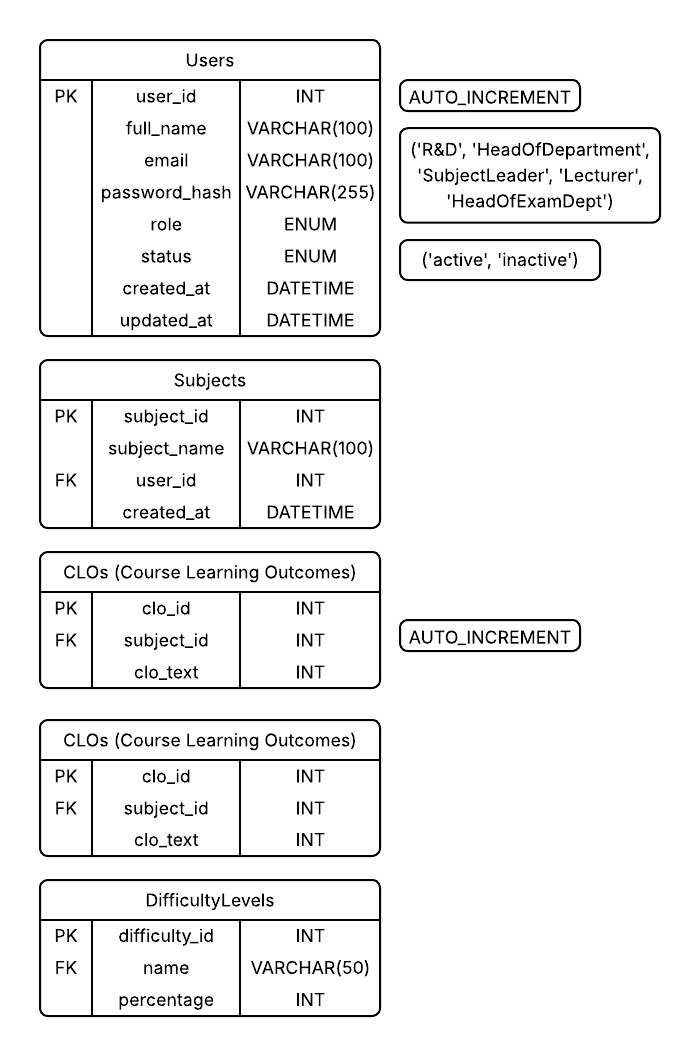 Users
PK user_id INT AUTO_INCREMENT
full_name VARCHAR(100)
email VARCHAR(100)
password_hash VARCHAR(255)
role ENUM
status ENUM
created_at DATETIME
updated_at DATETIME
('R&D', 'HeadOfDepartment',
'SubjectLeader', 'Lecturer',
'HeadOfExamDept')
('active', 'inactive')
Subjects
PK subject_id INT
subject_name VARCHAR(100)
FK user_id INT
created_at DATETIME
CLOs (Course Learning Outcomes)
PK clo_id INT
FK subject_id INT AUTO_INCREMENT
clo_text INT
CLOs (Course Learning Outcomes)
PK clo_id INT
FK subject_id INT
clo_text INT
DifficultyLevels
PK difficulty_id INT
FK name VARCHAR(50)
percentage INT